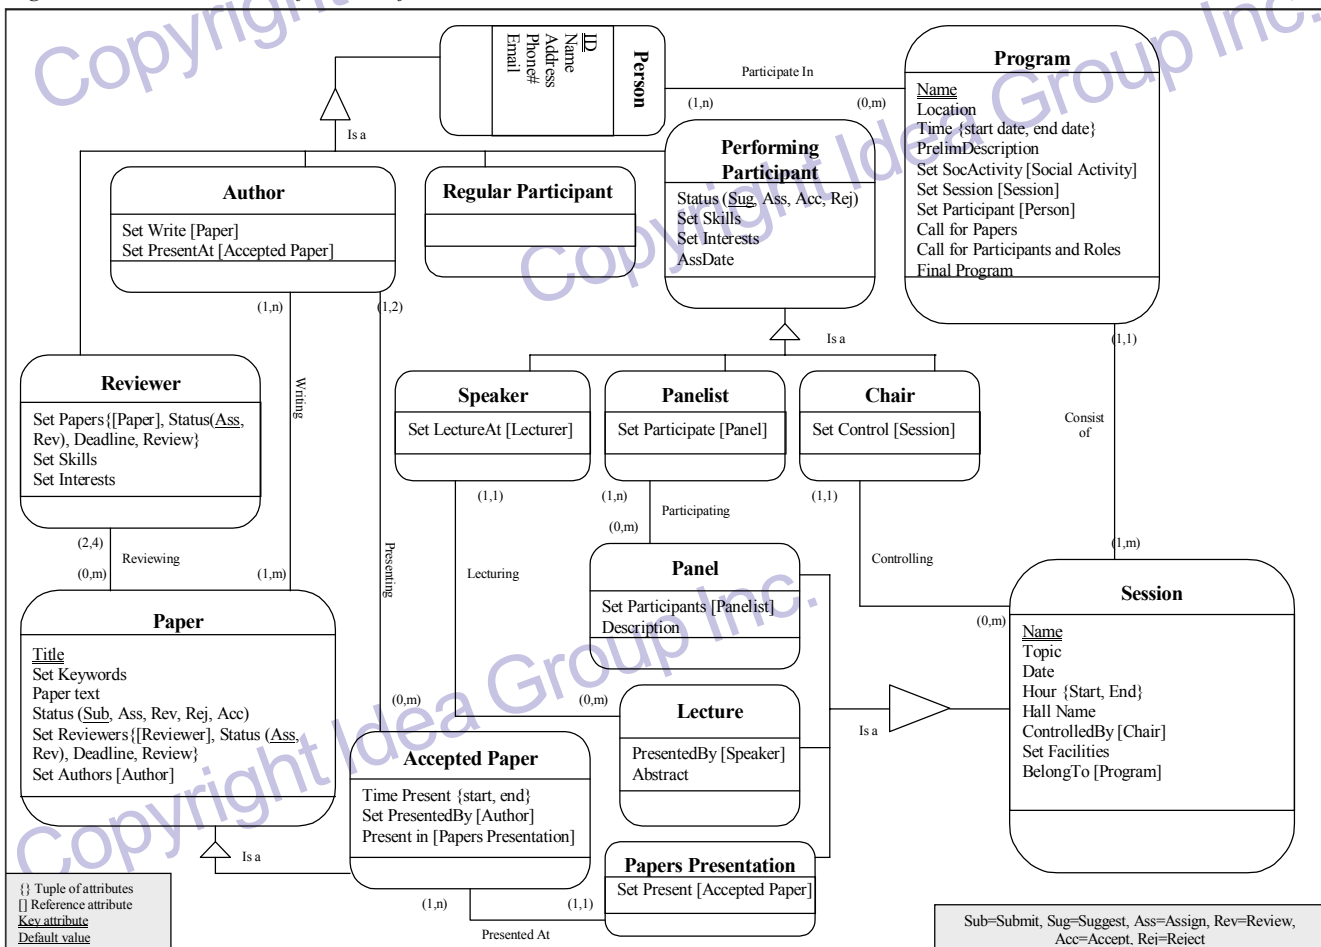 Copyright Idea Group Inc.
Copyright Idea Group Inc.
Copyright Idea Group Inc.
Person
ID
Name
Address
Phone#
Email
Participate In
(1,n)
(0,m)
Program
Name
Location
Time {start date, end date}
PrelimDescription
Set SocActivity [Social Activity]
Set Session [Session]
Set Participant [Person]
Call for Papers
Call for Participants and Roles
Final Program
Is a
Author
Set Write [Paper]
Set PresentAt [Accepted Paper]
Regular Participant
Performing
Participant
Status (Sug, Ass, Acc, Rej)
Set Skills
Set Interests
AssDate
(1,n)
(1,2)
Is a
(1,1)
Reviewer
Set Papers{[Paper], Status(Ass,
Rev), Deadline, Review}
Set Skills
Set Interests
Writing
Speaker
Set LectureAt [Lecturer]
Panelist
Set Participate [Panel]
Chair
Set Control [Session]
Consist
of
(1,1)
(1,n)
(1,1)
(0,m)
Participating
(2,4)
Reviewing
(0,m)
(1,m)
Presenting
Lecturing
Controlling
(1,m)
Panel
Set Participants [Panelist]
Description
(0,m)
Session
Name
Topic
Date
Hour {Start, End}
Hall Name
ControlledBy [Chair]
Set Facilities
BelongTo [Program]
Paper
Title
Set Keywords
Paper text
Status (Sub, Ass, Rev, Rej, Acc)
Set Reviewers{[Reviewer], Status (Ass,
Rev), Deadline, Review}
Set Authors [Author]
(0,m)
(0,m)
Lecture
PresentedBy [Speaker]
Abstract
Is a
Accepted Paper
Time Present {start, end}
Set PresentedBy [Author]
Present in [Papers Presentation]
Is a
Papers Presentation
Set Present [Accepted Paper]
(1,n)
(1,1)
Presented At
{} Tuple of attributes
[] Reference attribute
Key attribute
Default value
Sub=Submit, Sug=Suggest, Ass=Assign, Rev=Review,
Acc=Accept, Rej=Reject